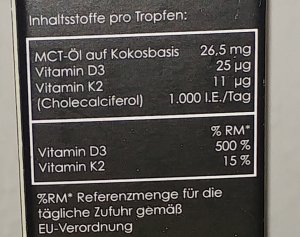 Inhaltsstoffe pro Tropfen:
MCT-Öl auf Kokosbasis 26,5 mg
Vitamin D3 25 µg
Vitamin K2 11 µg
(Cholecalciferol) 1.000 I.E./Tag
% RM*
Vitamin D3 500 %
Vitamin K2 15 %
%RM* Referenzmenge für die
tägliche Zufuhr gemäß
EU-Verordnung